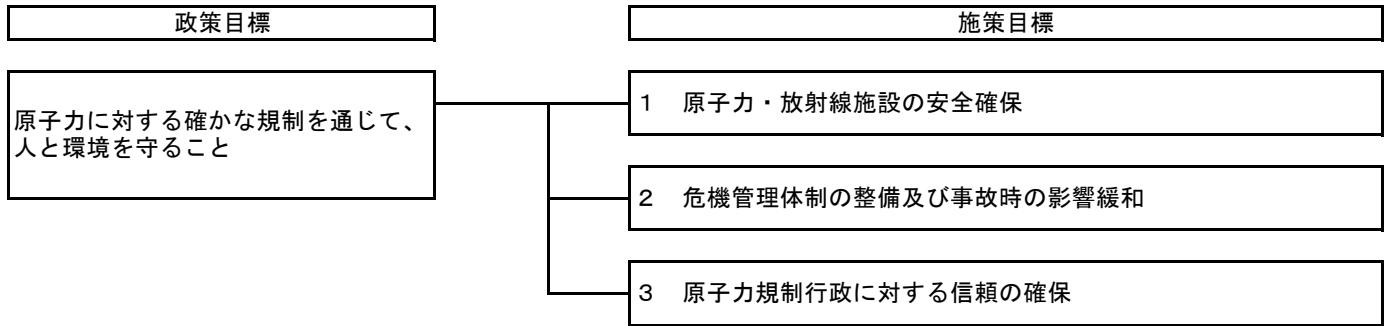 政策目標
施策目標
原子力に対する確かな規制を通じて、
人と環境を守ること
１　原子力・放射線施設の安全確保
２　危機管理体制の整備及び事故時の影響緩和
３　原子力規制行政に対する信頼の確保